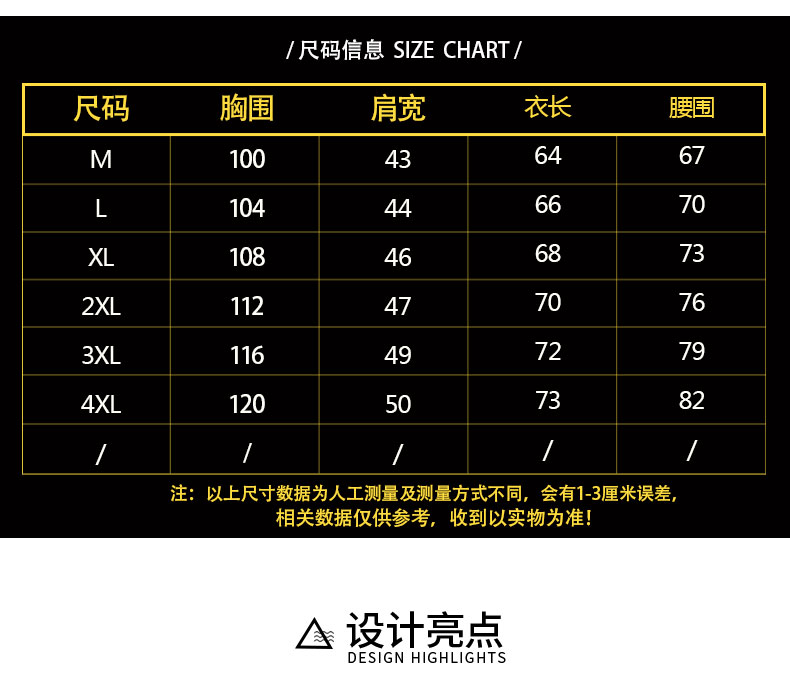 /尺码信息 SIZE CHART/
尺码 胸围 肩宽 衣长 腰围
M 100 43 64 67
L 104 44 66 70
XL 108 46 68 73
2XL 112 47 70 76
3XL 116 49 72 79
4XL 120 50 73 82
/ / / / /
注：以上尺寸数据为人工测量及测量方式不同，会有1-3厘米误差，
相关数据仅供参考，收到以实物为准！
设计亮点
DESIGN HIGHLIGHTS